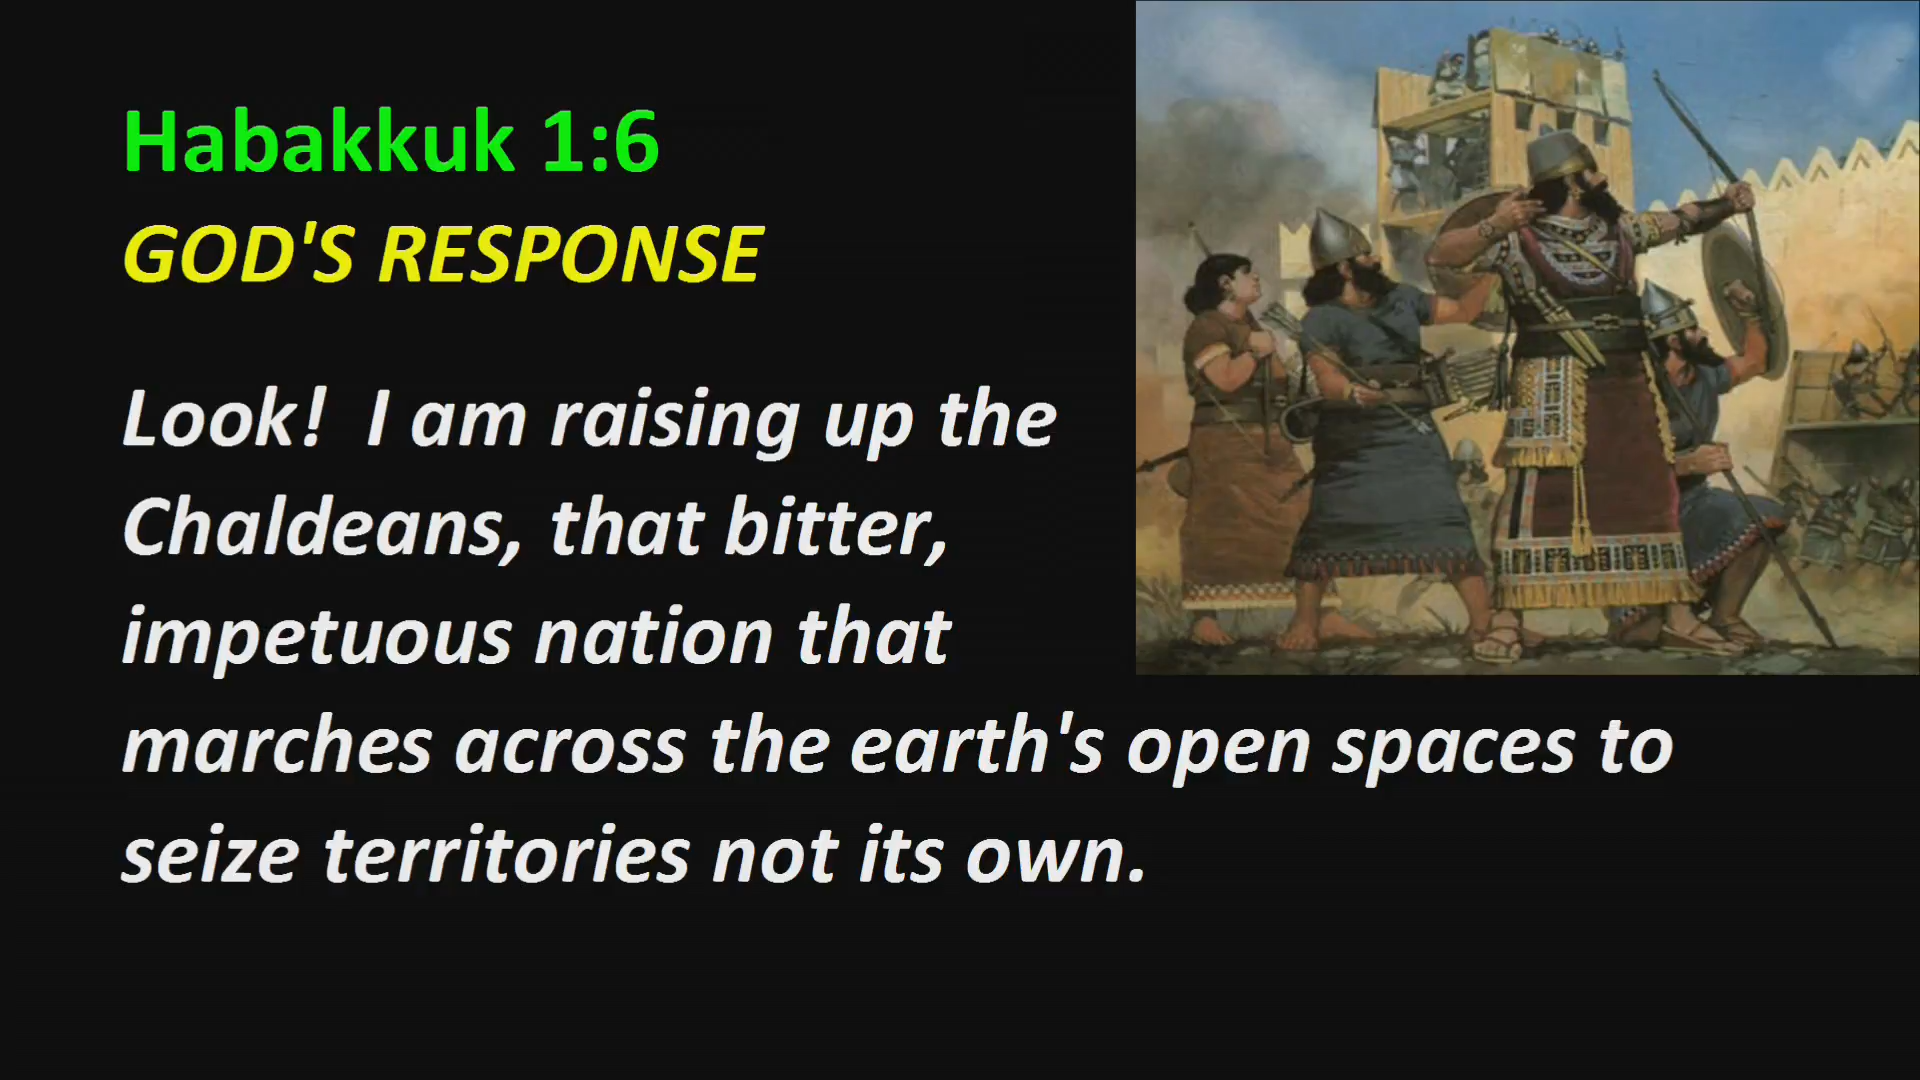 Habakkuk 1:6
GOD'S RESPONSE
Look!  I am raising up the
Chaldeans, that bitter,
impetuous nation that
marches across the earth's open spaces to
seize territories not its own.